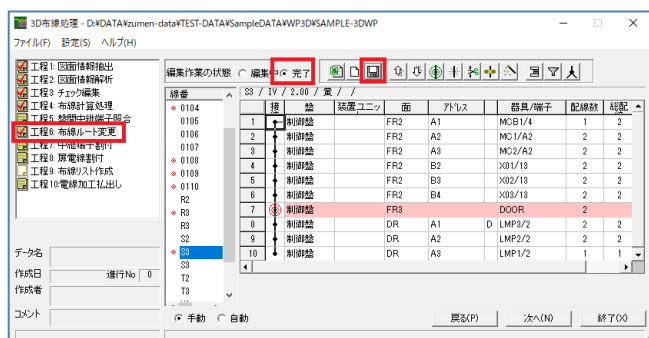 3D布線処理 - D:¥DATA¥zumen-data¥TEST-DATA¥SampleDATA¥WP3D¥SAMPLE-3DWP
ファイル(F) 設定(S) ヘルプ(H)
工程1: 図面情報抽出
工程2: 図面情報解析
工程3: チェック編集
工程4: 布線計算処理
工程5: 盤間中継端子照合
工程6: 布線ルート変更
工程7: 中継端子割付
工程8: 扉電線割付
工程9: 布線リスト作成
工程10:電線加工払出し
データ名
作成日 進行No 0
作成者
コメント
編集作業の状態 編集中 完了
線番
0104
0105
0106
0107
0108
0109
0110
R2
R3
R3
S2
S3
S3
T2
T3
S3 / IV / 2.00 / 黄 / /
接 盤 装置ユニッ 面 アドレス 器具/端子 配線数 総配
1 制御盤 FR2 A1 MCB1/4 1 2
2 制御盤 FR2 A2 MC1/A2 2 2
3 制御盤 FR2 A3 MC2/A2 2 2
4 制御盤 FR2 B2 X01/13 2 2
5 制御盤 FR2 B3 X02/13 2 2
6 制御盤 FR2 B4 X03/13 2 2
7 制御盤 FR3 DOOR 2
8 制御盤 DR A1 D LMP3/2 2 2
9 制御盤 DR A2 LMP2/2 2 2
10 制御盤 DR A3 LMP1/2 1 1
手動 自動 戻る(P) 次へ(N) 終了(X)